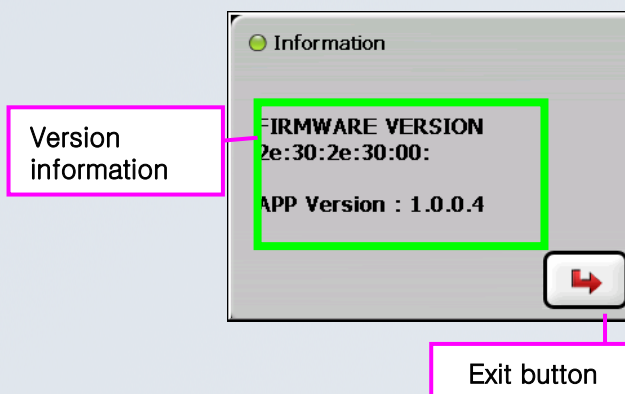 Information
Version
information
FIRMWARE VERSION
2e:30:2e:30:00:
APP Version : 1.0.0.4
Exit button